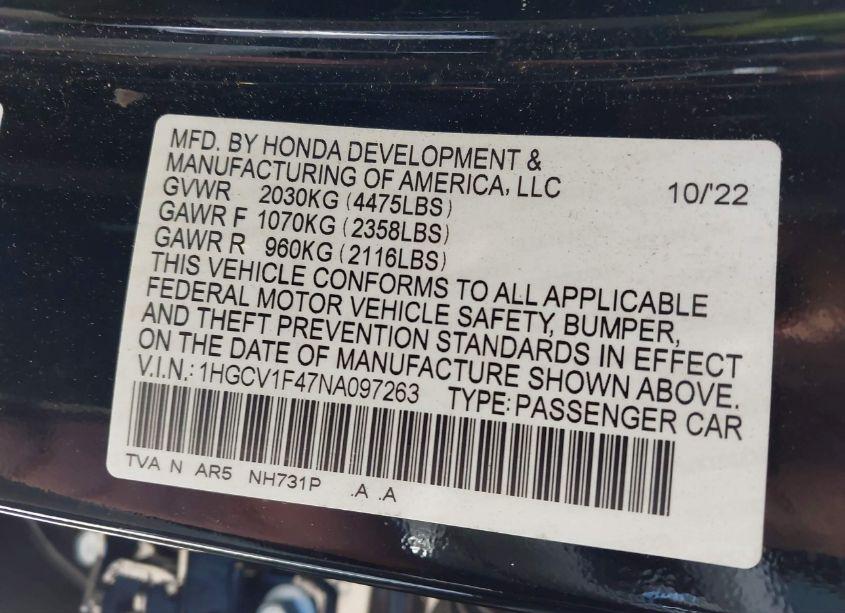 MFD. BY HONDA DEVELOPMENT &
MANUFACTURING OF AMERICA, LLC 10/'22
GVWR 2030KG (4475LBS)
GAWR F 1070KG (2358LBS)
GAWR R 960KG (2116LBS)
THIS VEHICLE CONFORMS TO ALL APPLICABLE
FEDERAL MOTOR VEHICLE SAFETY, BUMPER,
AND THEFT PREVENTION STANDARDS IN EFFECT
ON THE DATE OF MANUFACTURE SHOWN ABOVE.
V.I.N.: 1HGCV1F47NA097263 TYPE: PASSENGER CAR
TVA N AR5 NH731P .A .A